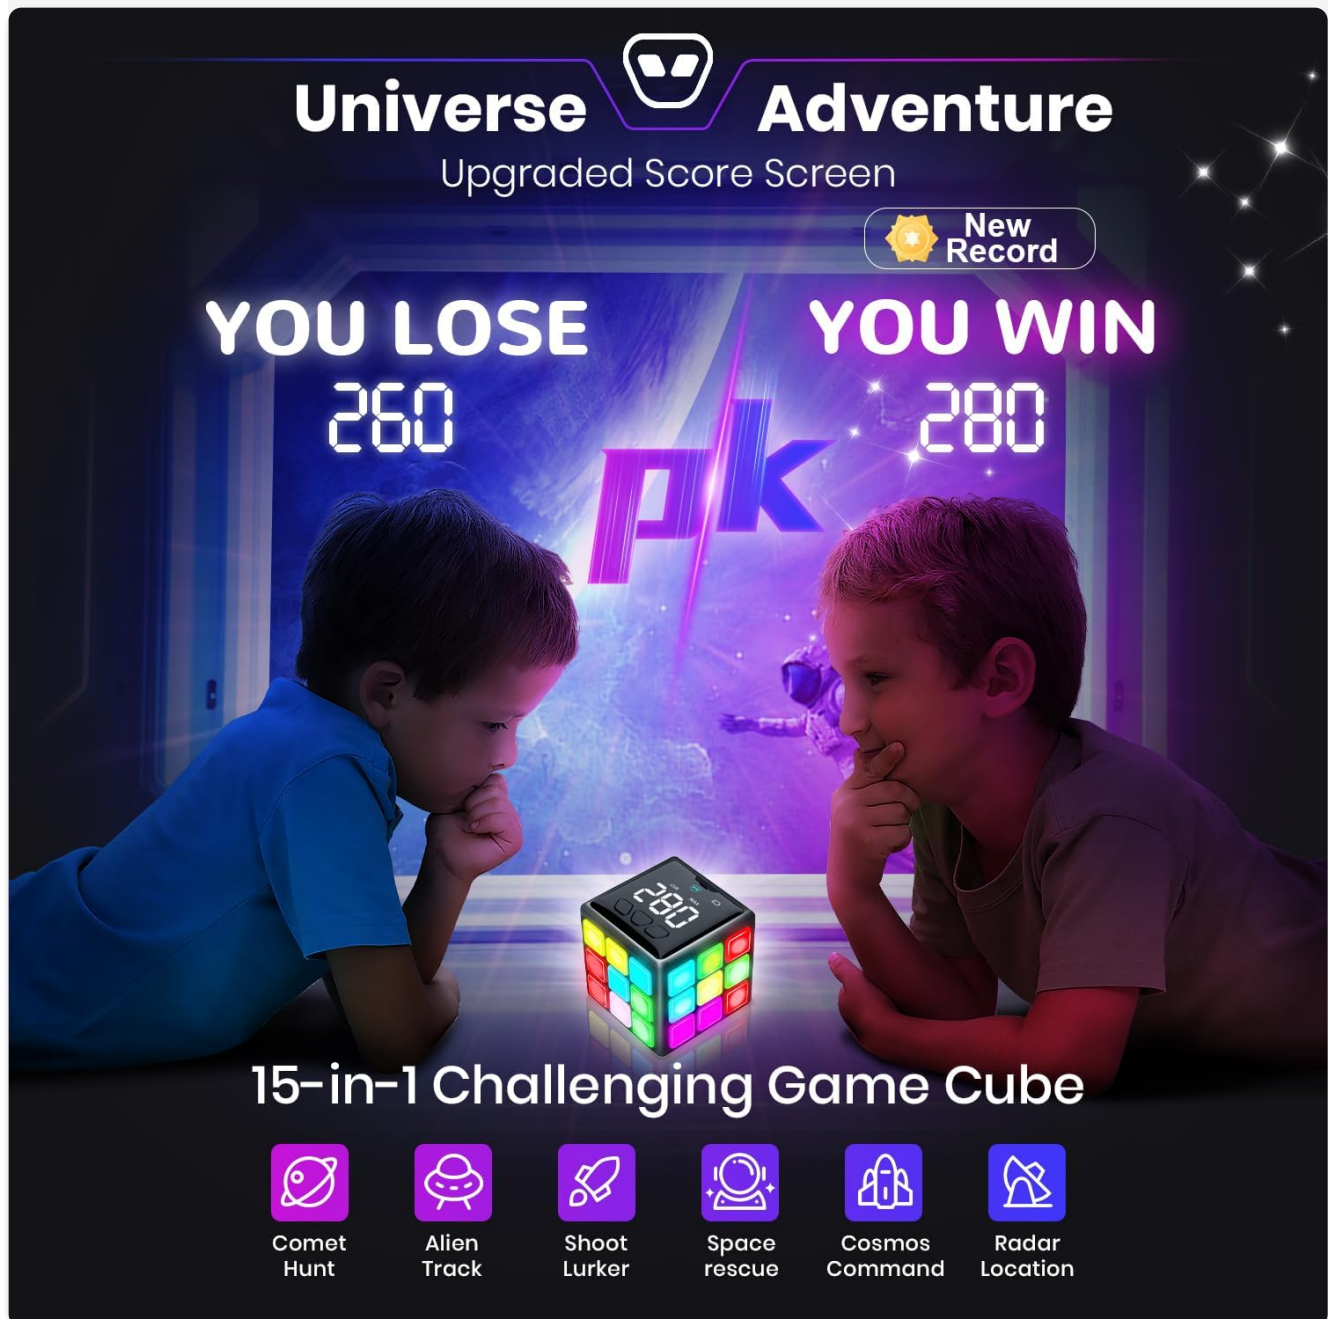 Universe Adventure
Upgraded Score Screen
New
Record
YOU LOSE
YOU WIN
260
280
pk
280
MAX
15-in-1 Challenging Game Cube
Comet
Hunt
Alien
Track
Shoot
Lurker
Space
rescue
Cosmos
Command
Radar
Location